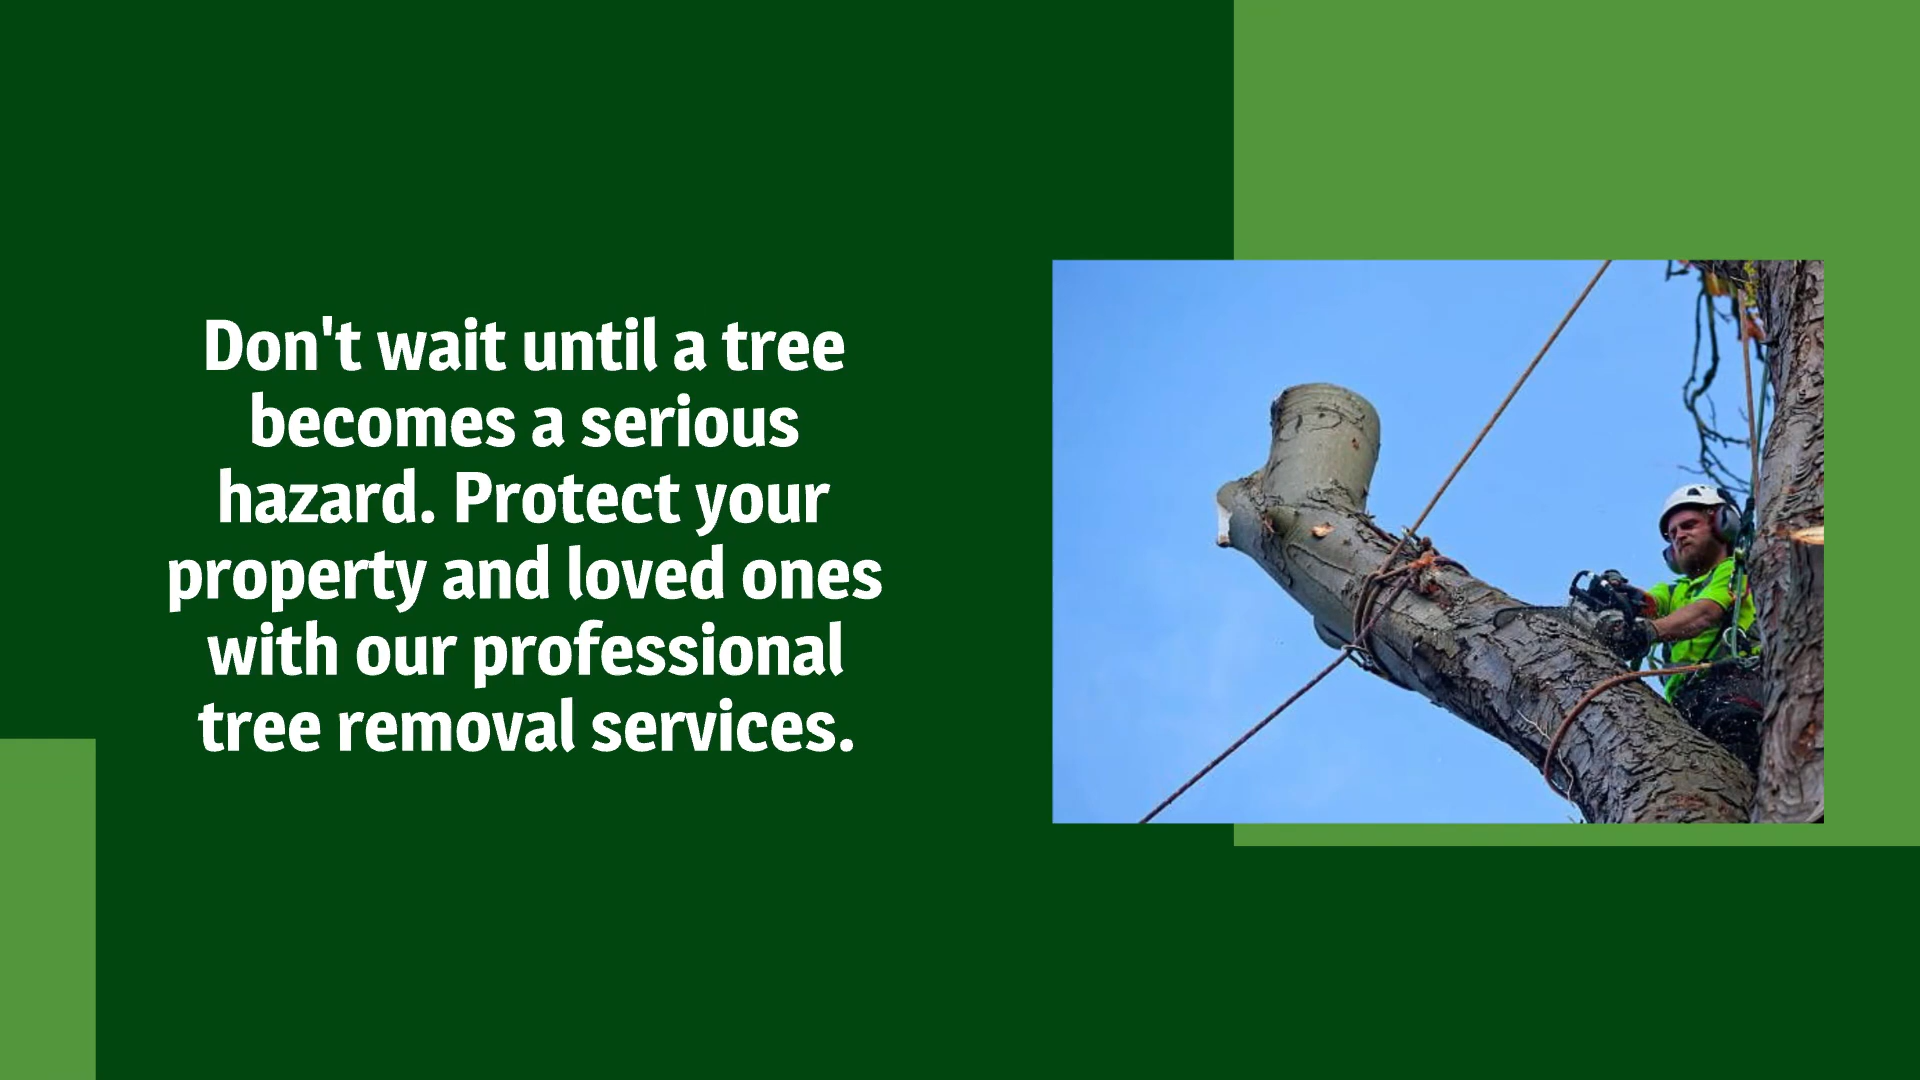 Don't wait until a tree
becomes a serious
hazard. Protect your
property and loved ones
with our professional
tree removal services.